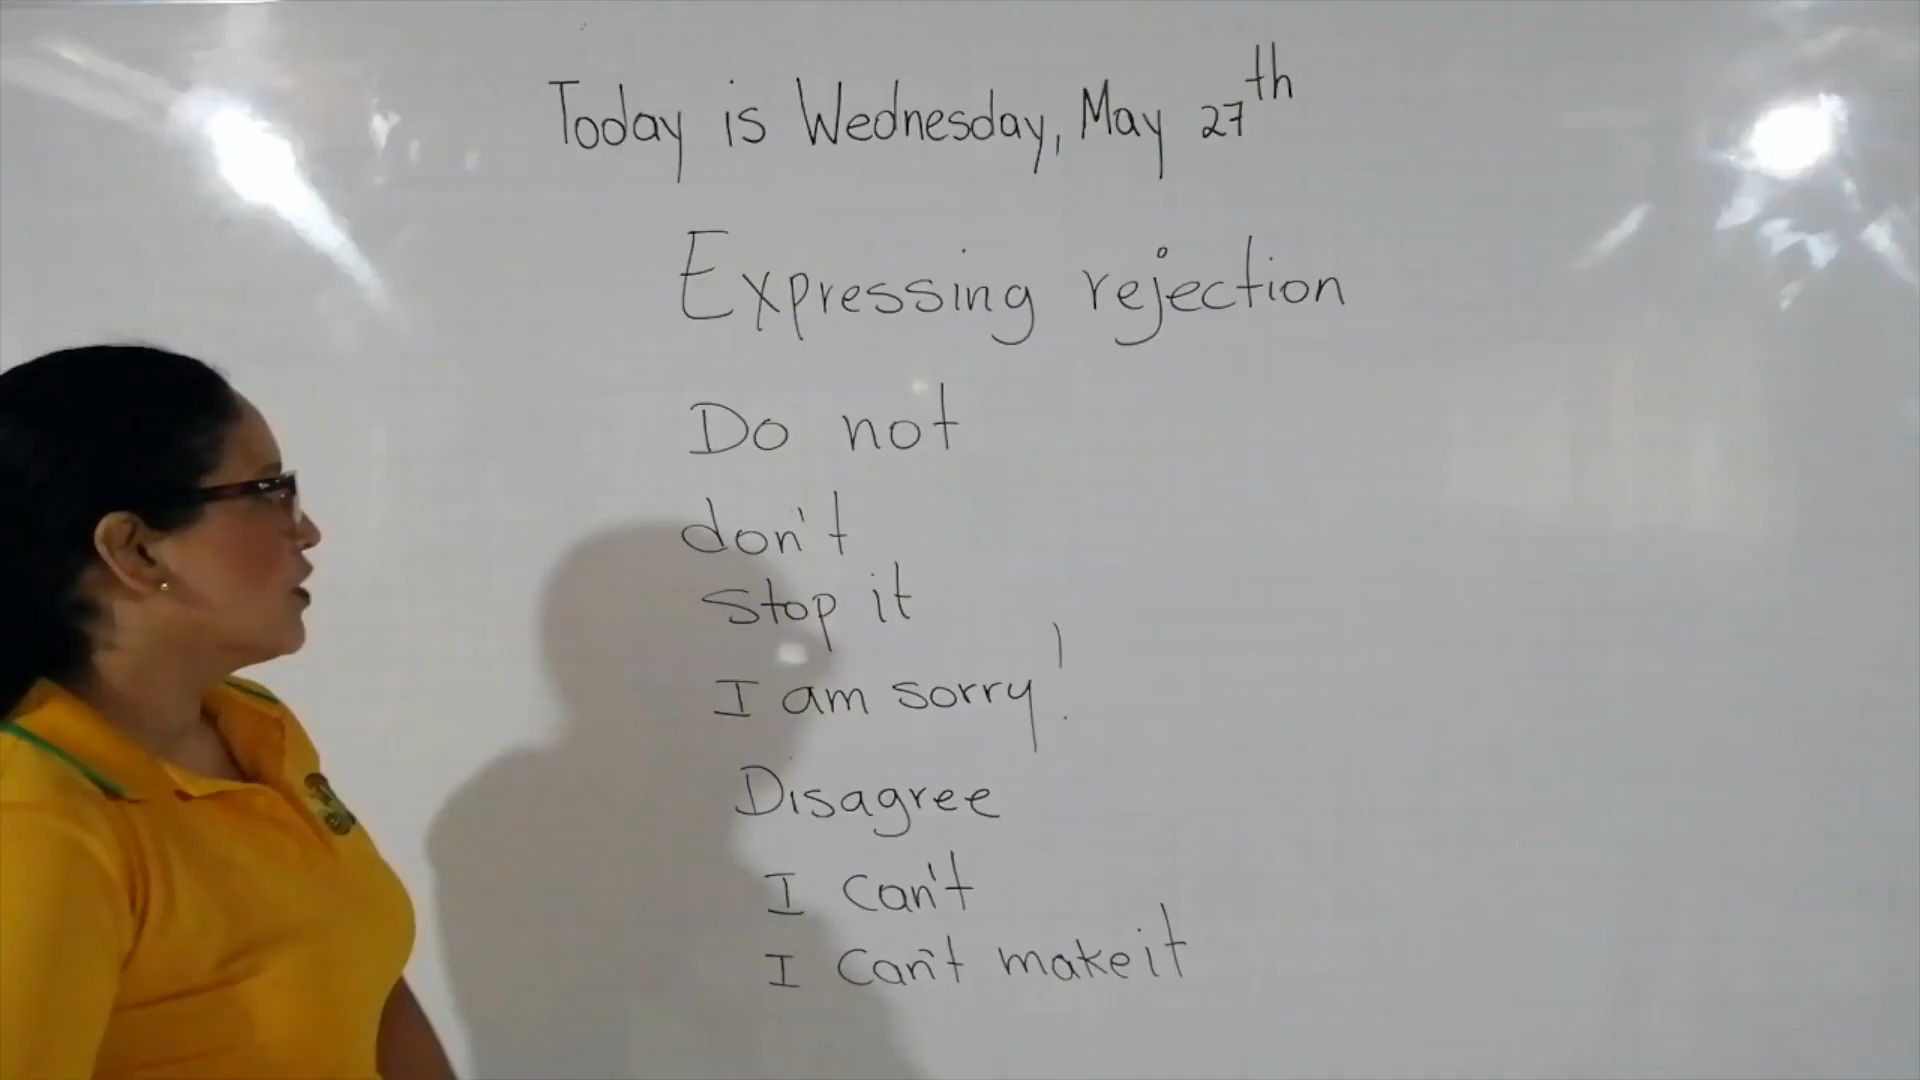 Today is Wednesday, May 27th
Expressing rejection
Do not
don't
Stop it
I am sorry!
Disagree
I can't
I can't make it